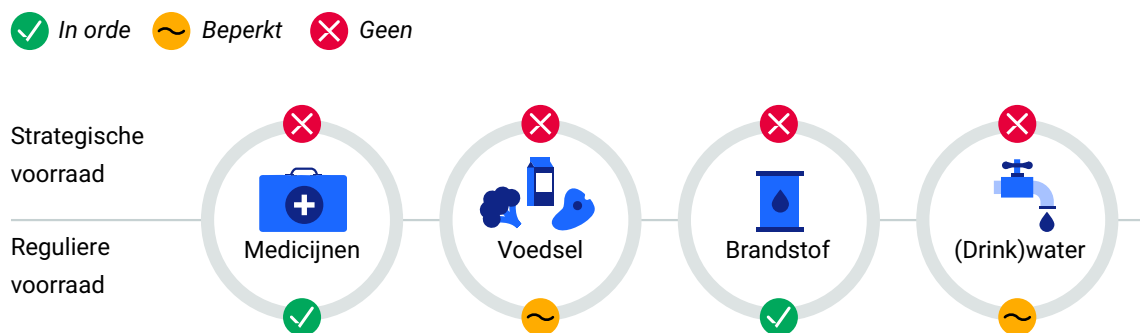 In orde Beperkt Geen
Strategische
voorraad
Reguliere
voorraad
Medicijnen Voedsel Brandstof (Drink)water